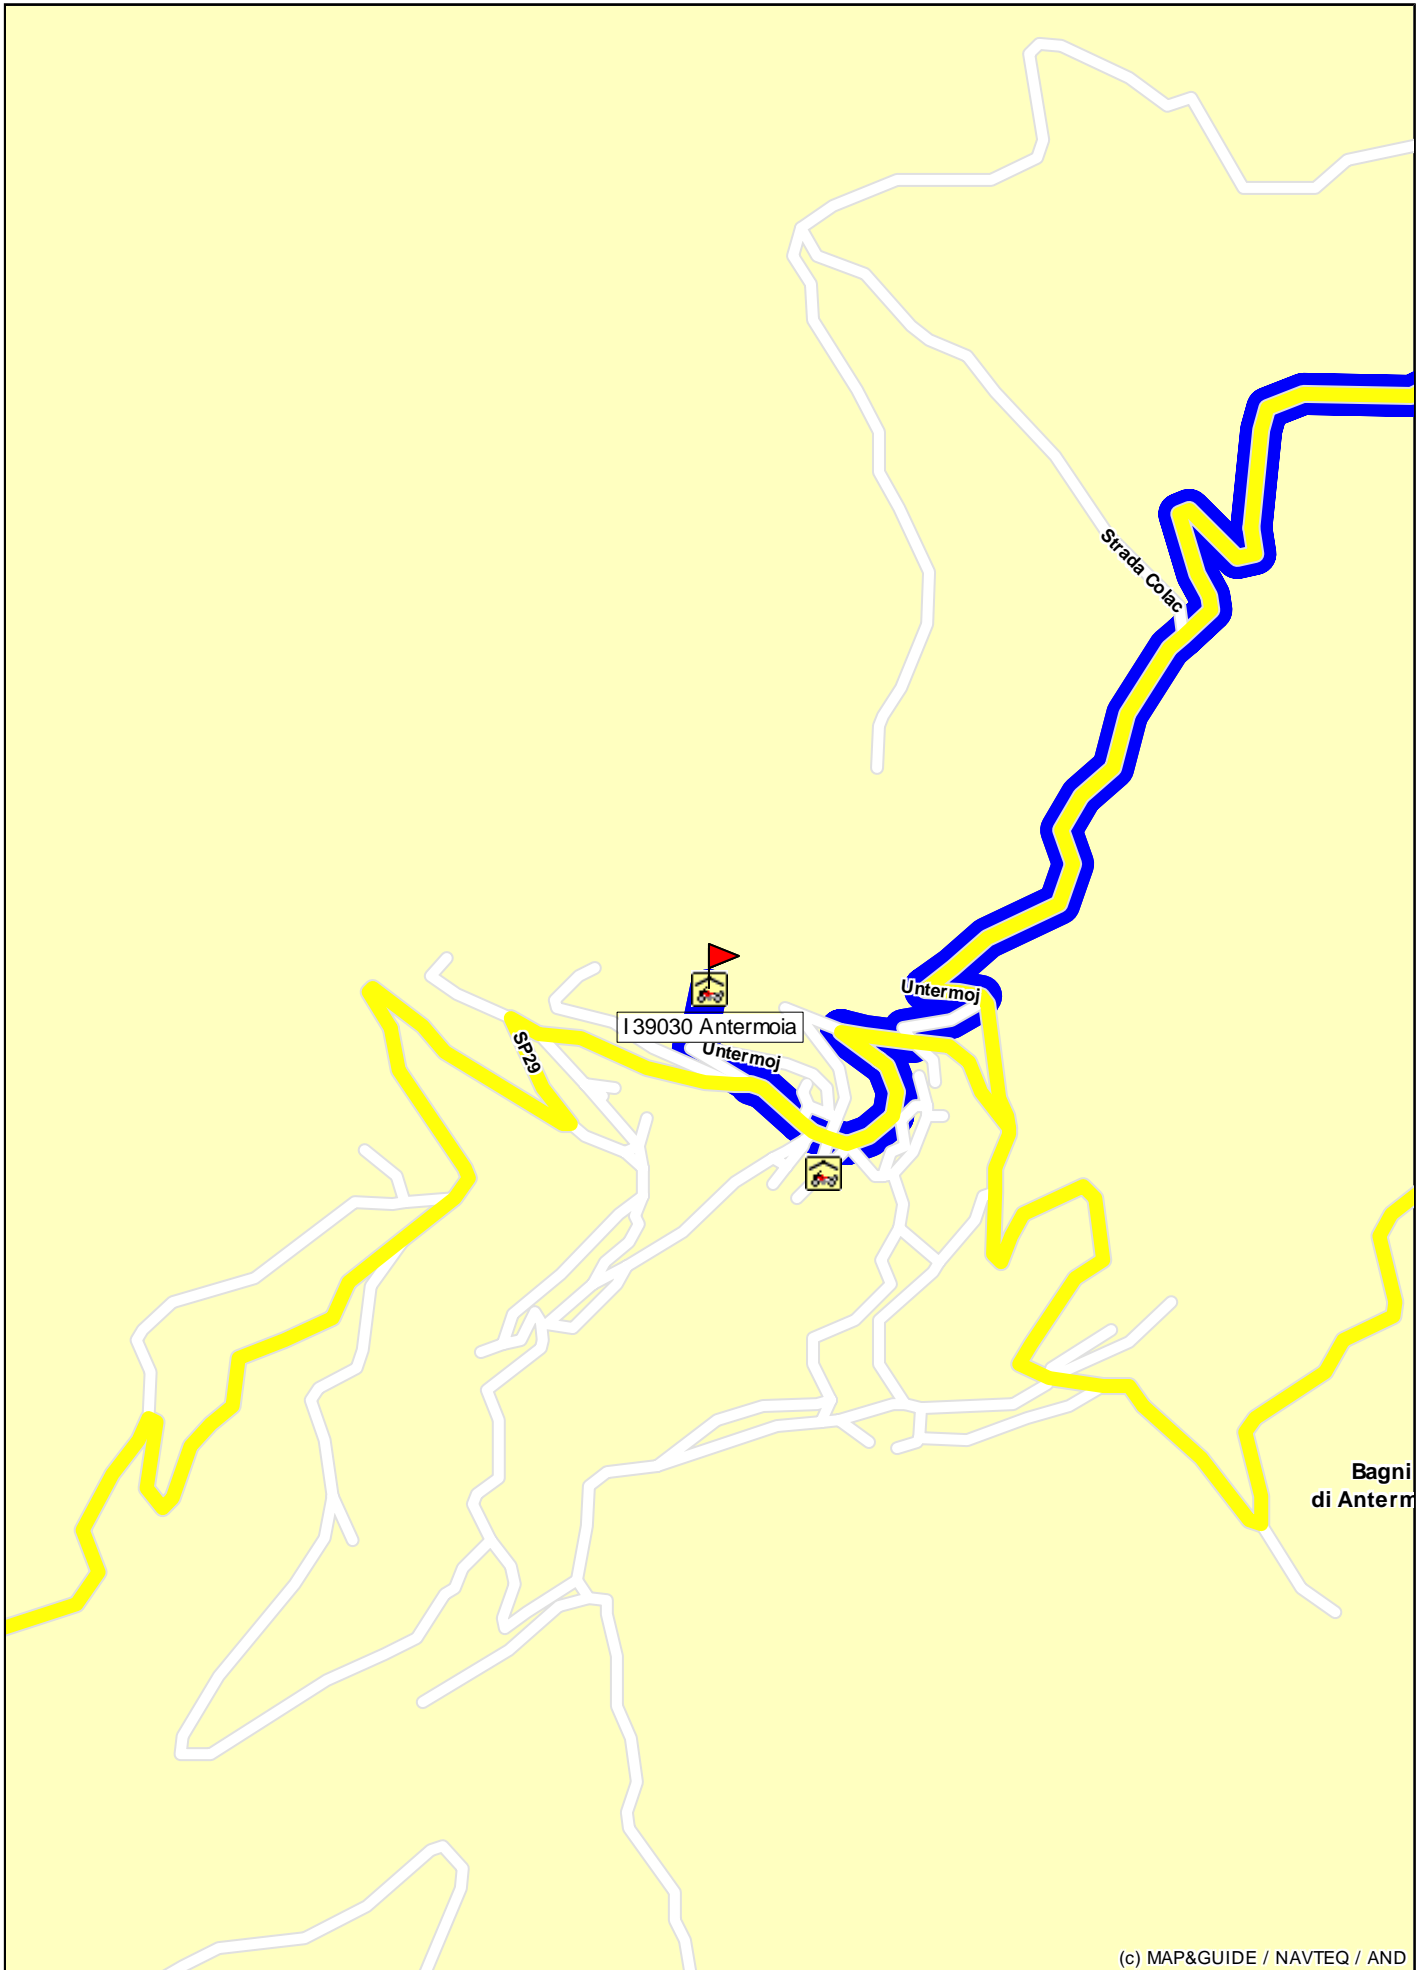 Strada Colac
Untermoj
I 39030 Antermoia
SP29
Untermoj
Bagni
di Anterm
(c) MAP&GUIDE / NAVTEQ / AND